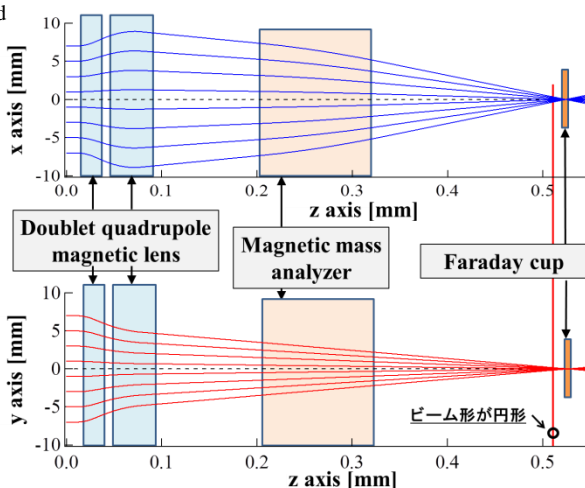 d
10
5
0
-5
-10
x axis [mm]
0.0
0.1
0.2
0.3
0.4
0.5
z axis [mm]
Doublet quadrupole
magnetic lens
Magnetic mass
analyzer
Faraday cup
10
5
0
-5
-10
y axis [mm]
ビーム形が円形
0.0
0.1
0.2
0.3
0.4
0.5
z axis [mm]